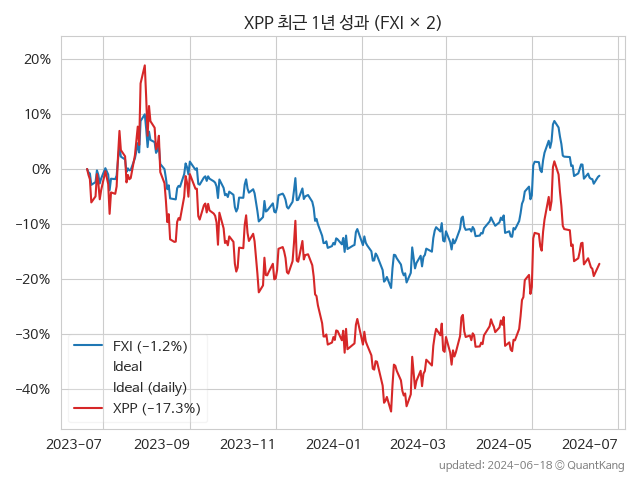 XPP 최근 1년 성과 (FXI × 2)
20%
10%
0%
−10%
−20%
−30%
−40%
FXI (−1.2%)
Ideal
Ideal (daily)
XPP (−17.3%)
2023−07 2023−09 2023−11 2024−01 2024−03 2024−05 2024−07
updated: 2024−06−18 © QuantKang